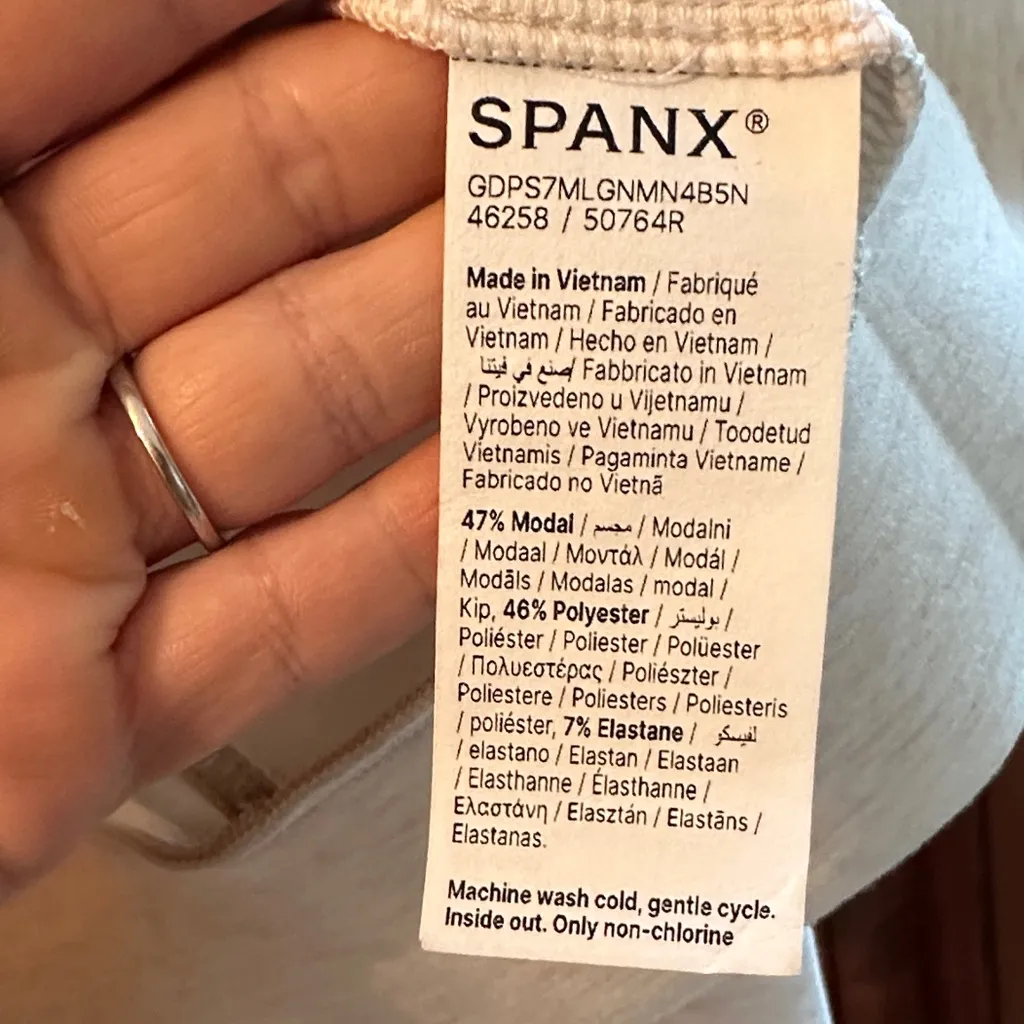 SPANX®
GDPS7MLGNMN4B5N
46258 / 50764R
Made in Vietnam / Fabriqué
au Vietnam / Fabricado en
Vietnam / Hecho en Vietnam /
صنع في فيتنا/ Fabbricato in Vietnam
/ Proizvedeno u Vijetnamu /
Vyrobeno ve Vietnamu / Toodetud
Vietnamis / Pagaminta Vietname /
Fabricado no Vietnã
47% Modal / مجسم / Modalni
/ Modaal / Μοντάλ / Modál /
Modāls / Modalas / modal /
Kip, 46% Polyester / بوليستر /
Poliéster / Poliester / Polüester
/ Πολυεστέρας / Poliészter /
Poliestere / Poliesters / Poliesteris
/ poliéster, 7% Elastane / لفيسكو
/ elastano / Elastan / Elastaan
/ Elasthanne / Élasthanne /
Ελαστάνη / Elasztán / Elastāns /
Elastanas.
Machine wash cold, gentle cycle.
Inside out. Only non-chlorine